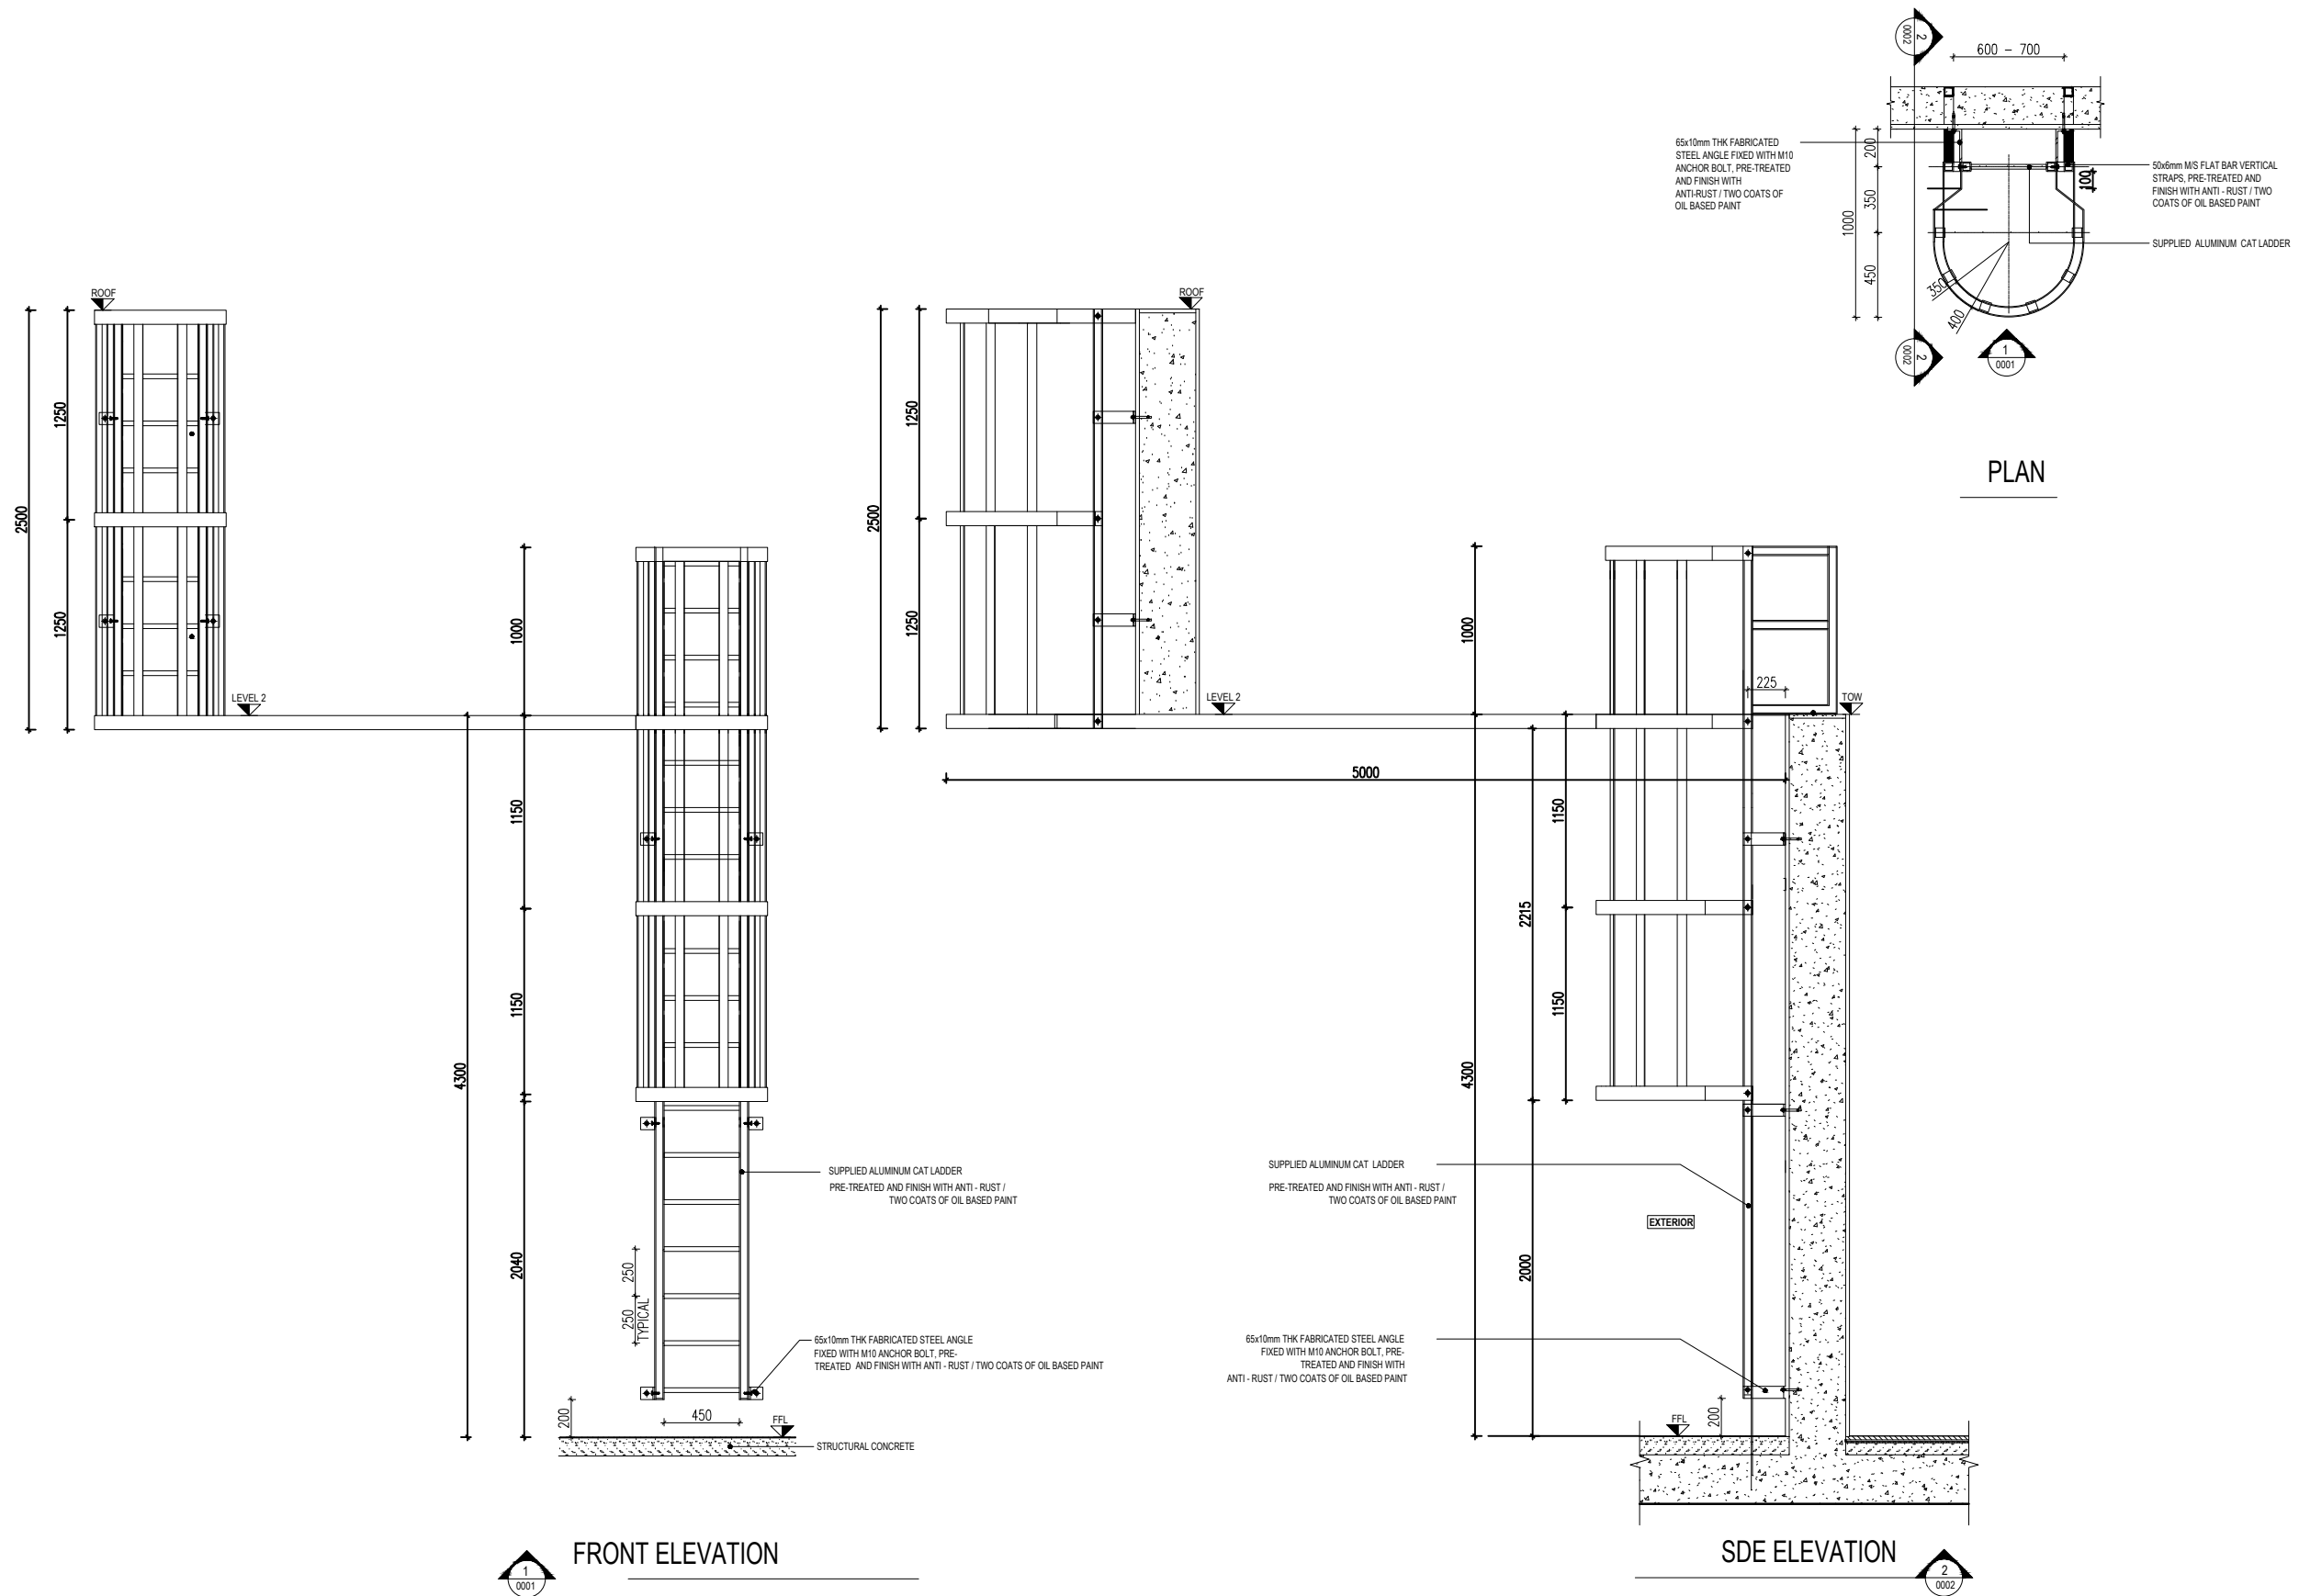 2
0002
600 - 700
65x10mm THK FABRICATED
STEEL ANGLE FIXED WITH M10
ANCHOR BOLT, PRE-TREATED
AND FINISH WITH
ANTI-RUST / TWO COATS OF
OIL BASED PAINT
1000
200
350
450
100
350
400
50x6mm M/S FLAT BAR VERTICAL
STRAPS, PRE-TREATED AND
FINISH WITH ANTI - RUST / TWO
COATS OF OIL BASED PAINT
SUPPLIED ALUMINUM CAT LADDER
2
0002
1
0001
PLAN
ROOF
2500
1250
1250
LEVEL 2
1000
1150
1150
4300
2040
250
250
TYPICAL
200
450
FFL
SUPPLIED ALUMINUM CAT LADDER
PRE-TREATED AND FINISH WITH ANTI - RUST /
TWO COATS OF OIL BASED PAINT
65x10mm THK FABRICATED STEEL ANGLE
FIXED WITH M10 ANCHOR BOLT, PRE-
TREATED AND FINISH WITH ANTI - RUST / TWO COATS OF OIL BASED PAINT
STRUCTURAL CONCRETE
1
0001
FRONT ELEVATION
ROOF
2500
1250
1250
LEVEL 2
5000
1000
225
TOW
1150
2215
1150
4300
2000
SUPPLIED ALUMINUM CAT LADDER
PRE-TREATED AND FINISH WITH ANTI - RUST /
TWO COATS OF OIL BASED PAINT
EXTERIOR
65x10mm THK FABRICATED STEEL ANGLE
FIXED WITH M10 ANCHOR BOLT, PRE-
TREATED AND FINISH WITH
ANTI - RUST / TWO COATS OF OIL BASED PAINT
200
FFL
SDE ELEVATION
2
0002